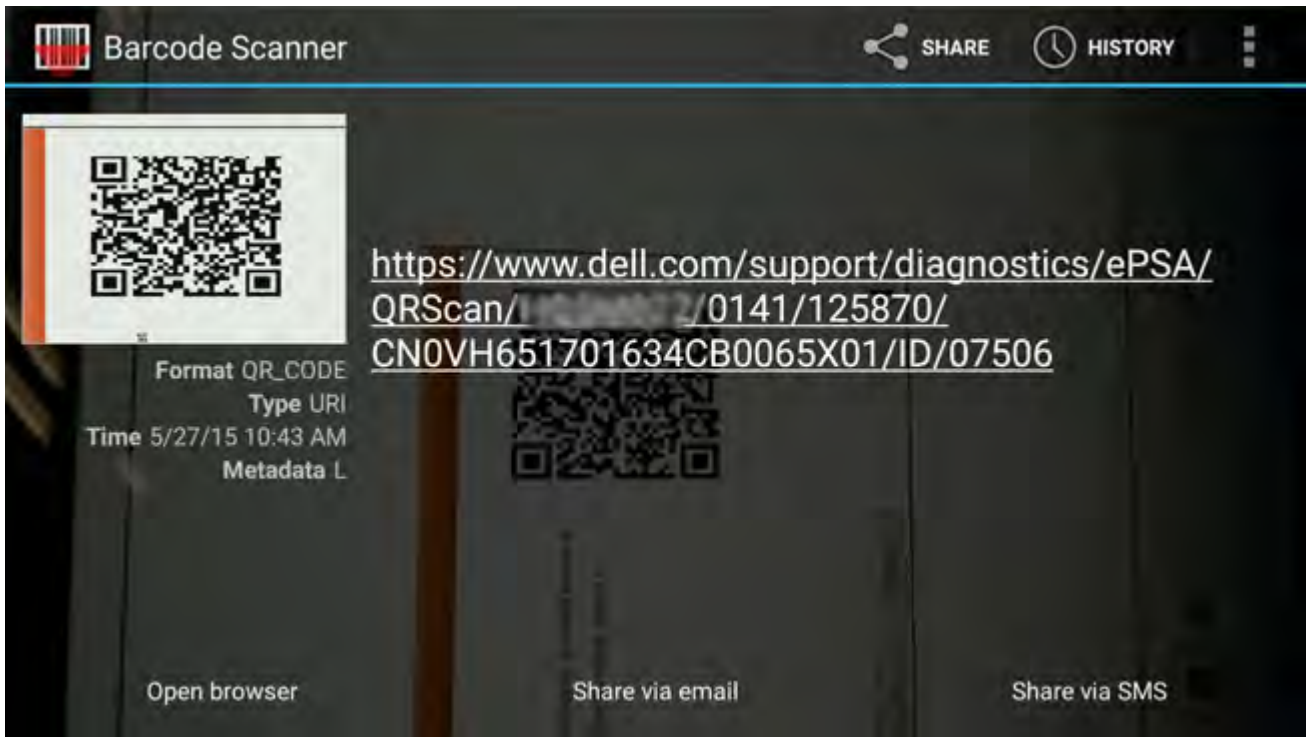 Barcode Scanner
SHARE
HISTORY
https://www.dell.com/support/diagnostics/ePSA/
QRScan/ /0141/125870/
CN0VH651701634CB0065X01/ID/07506
Format QR_CODE
Type URI
Time 5/27/15 10:43 AM
Metadata L
Open browser
Share via email
Share via SMS